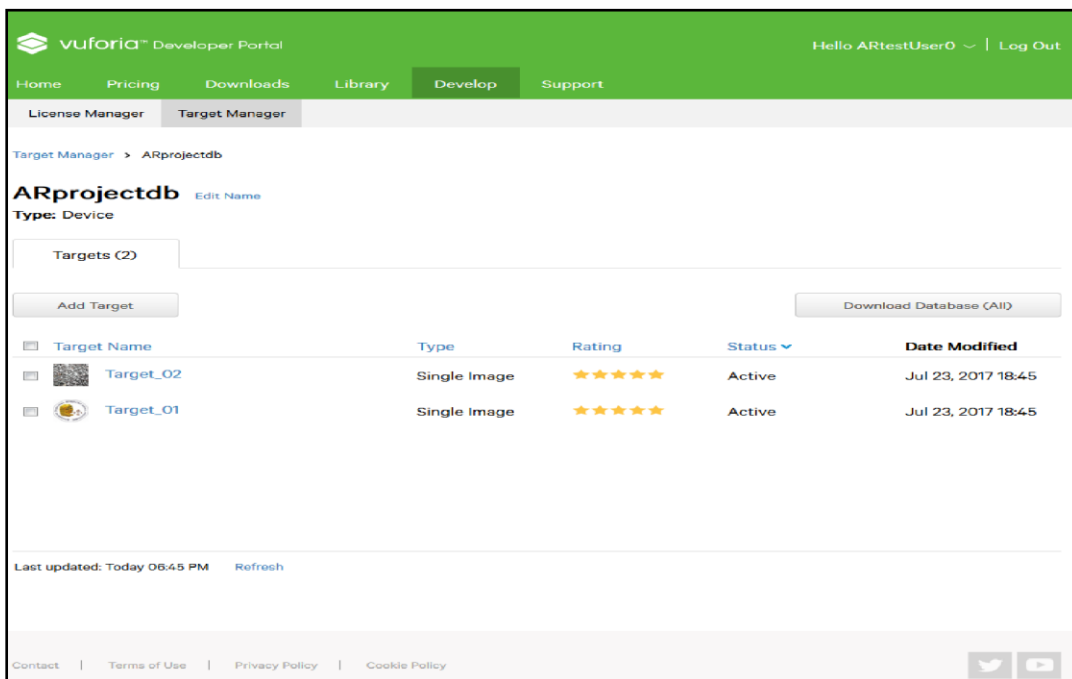 vuforia™ Developer Portal
Hello ARtestUser0 | Log Out
Home Pricing Downloads Library Develop Support
License Manager Target Manager
Target Manager > ARprojectdb
ARprojectdb Edit Name
Type: Device
Targets (2)
Add Target Download Database (All)
Target Name Type Rating Status Date Modified
Target_02 Single Image Active Jul 23, 2017 18:45
Target_01 Single Image Active Jul 23, 2017 18:45
Last updated: Today 06:45 PM Refresh
Contact | Terms of Use | Privacy Policy | Cookie Policy